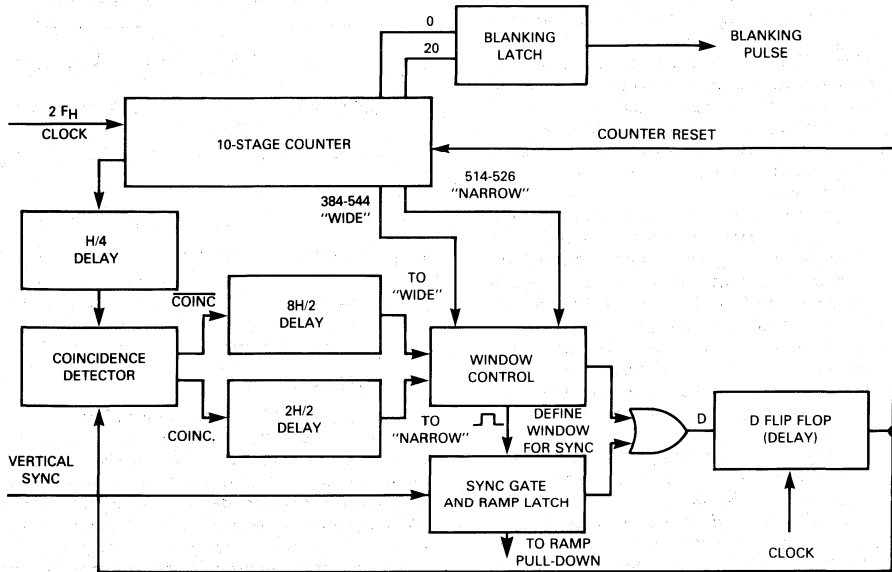 0
20
BLANKING
LATCH
BLANKING
PULSE
2 FH
CLOCK
10-STAGE COUNTER
COUNTER RESET
384-544
"WIDE"
514-526
"NARROW"
H/4
DELAY
COINC
8H/2
DELAY
TO
"WIDE"
COINCIDENCE
DETECTOR
WINDOW
CONTROL
COINC.
2H/2
DELAY
TO
"NARROW"
DEFINE
WINDOW
FOR SYNC
D
D FLIP FLOP
(DELAY)
VERTICAL
SYNC
SYNC GATE
AND RAMP LATCH
TO RAMP
PULL-DOWN
CLOCK